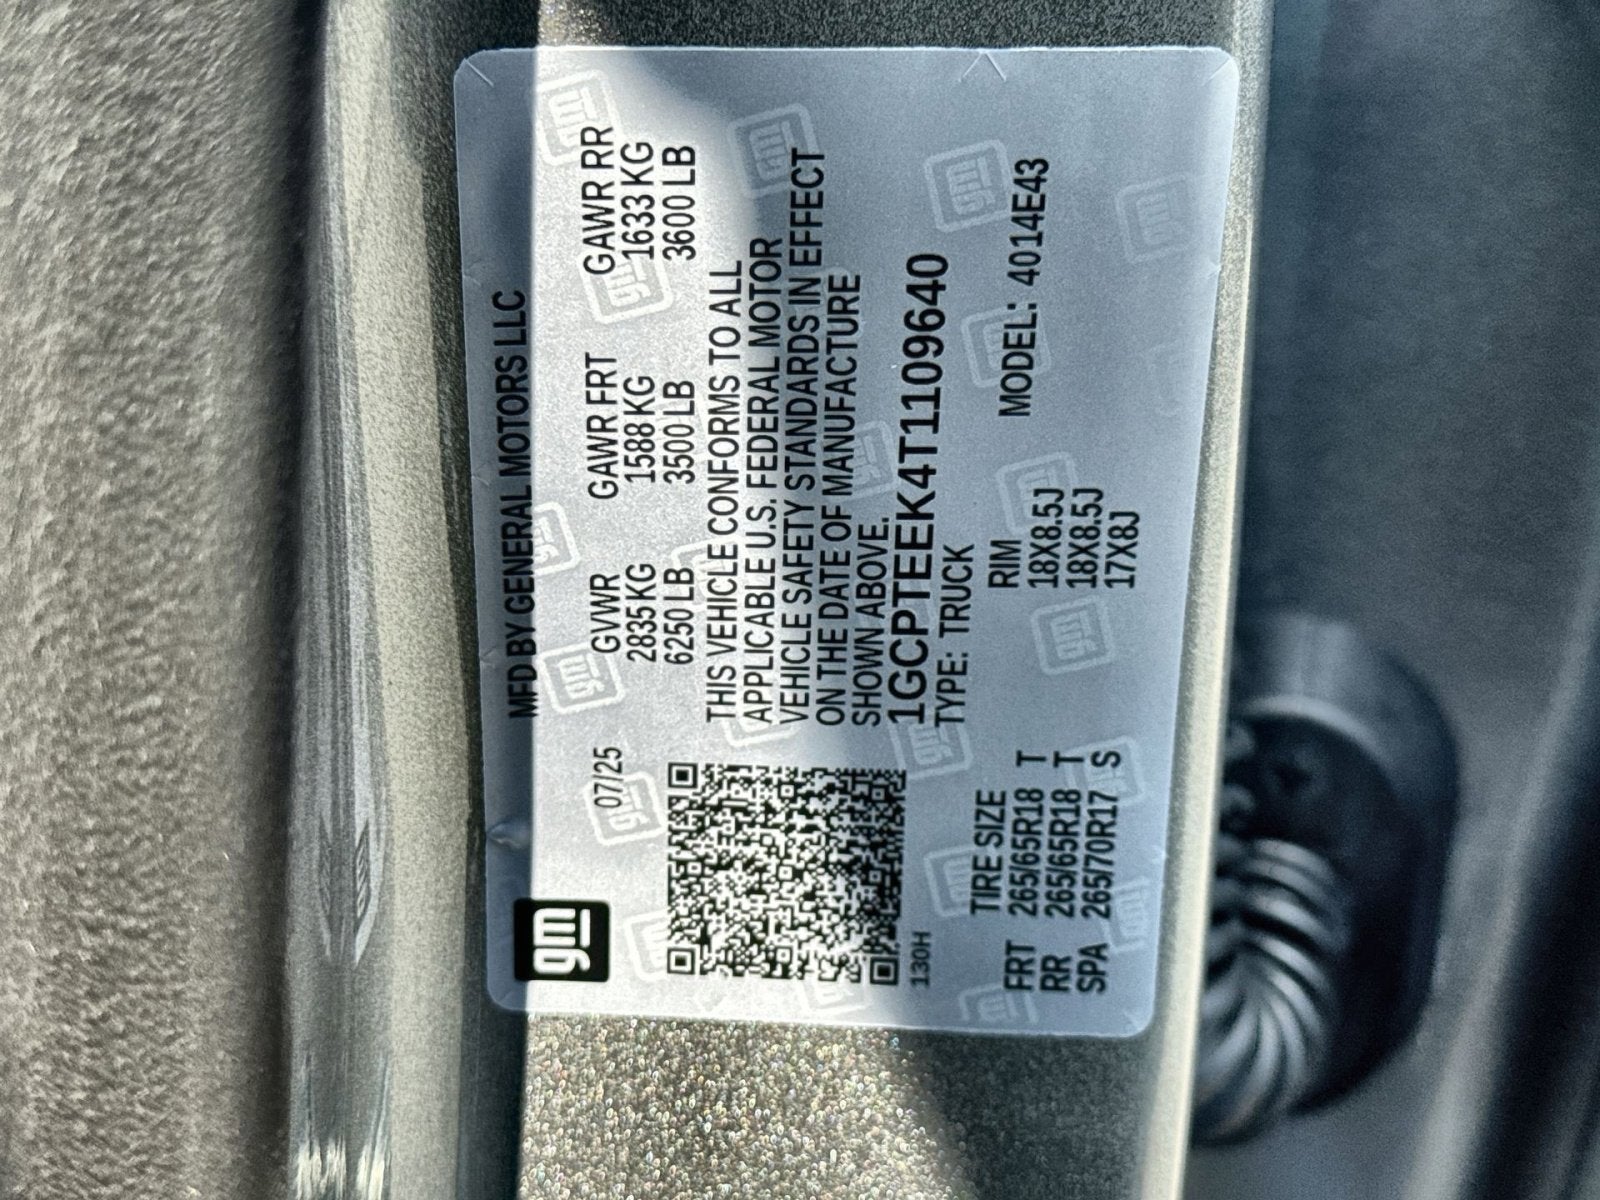 gm
MFD BY GENERAL MOTORS LLC
07/25
GVWR GAWR FRT GAWR RR
2835 KG 1588 KG 1633 KG
6250 LB 3500 LB 3600 LB
THIS VEHICLE CONFORMS TO ALL
APPLICABLE U.S. FEDERAL MOTOR
VEHICLE SAFETY STANDARDS IN EFFECT
ON THE DATE OF MANUFACTURE
SHOWN ABOVE.
1GCPTEEK4T1109640
TYPE: TRUCK
MODEL: 4014E43
130H
TIRE SIZE RIM
FRT 265/65R18 T 18X8.5J
RR 265/65R18 T 18X8.5J
SPA 265/70R17 S 17X8J